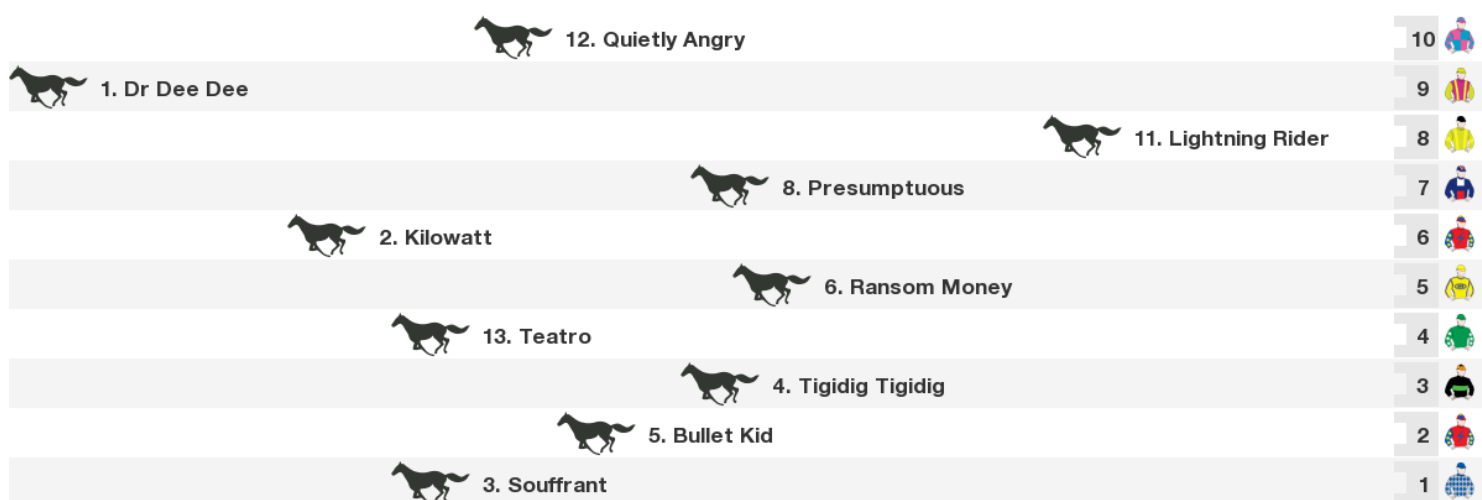 12. Quietly Angry 10
1. Dr Dee Dee 9
11. Lightning Rider 8
8. Presumptuous 7
2. Kilowatt 6
6. Ransom Money 5
13. Teatro 4
4. Tigidig Tigidig 3
5. Bullet Kid 2
3. Souffrant 1